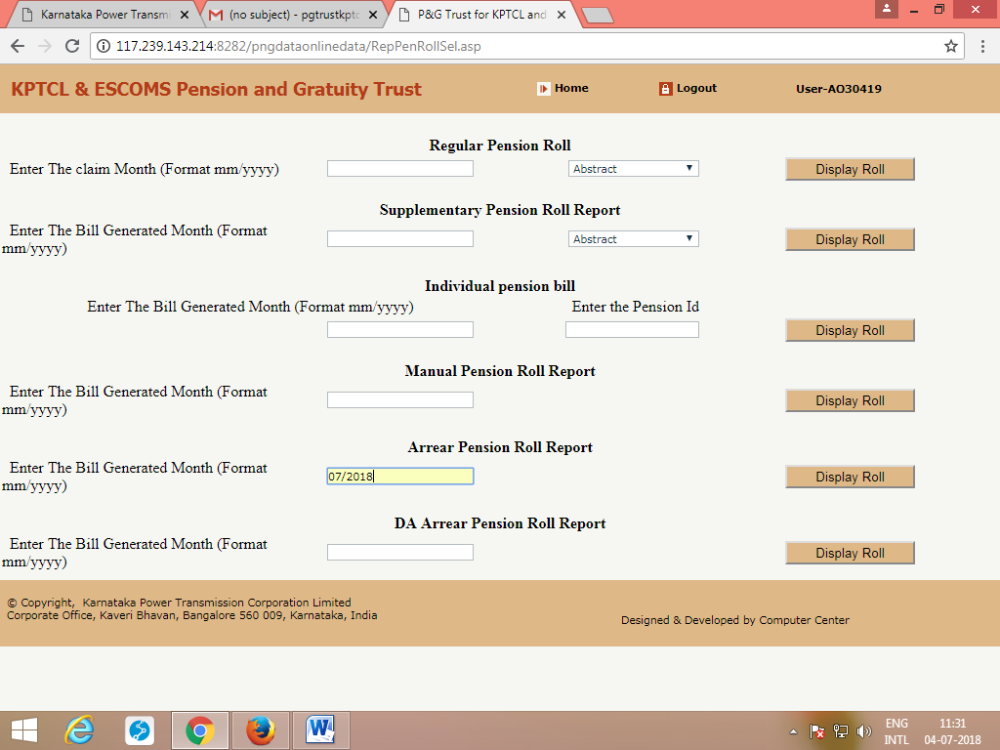 Karnataka Power Transm
(no subject) - pgtrustkptc
P&G Trust for KPTCL and
117.239.143.214:8282/pngdataonlinedata/RepPenRollSel.asp
KPTCL & ESCOMS Pension and Gratuity Trust
Home
Logout
User-AO30419
Regular Pension Roll
Enter The claim Month (Format mm/yyyy)
Abstract
Display Roll
Supplementary Pension Roll Report
Enter The Bill Generated Month (Format
mm/yyyy)
Abstract
Display Roll
Individual pension bill
Enter The Bill Generated Month (Format mm/yyyy)
Enter the Pension Id
Display Roll
Manual Pension Roll Report
Enter The Bill Generated Month (Format
mm/yyyy)
Display Roll
Arrear Pension Roll Report
Enter The Bill Generated Month (Format
mm/yyyy)
07/2018
Display Roll
DA Arrear Pension Roll Report
Enter The Bill Generated Month (Format
mm/yyyy)
Display Roll
© Copyright, Karnataka Power Transmission Corporation Limited
Corporate Office, Kaveri Bhavan, Bangalore 560 009, Karnataka, India
Designed & Developed by Computer Center
ENG
INTL
11:31
04-07-2018